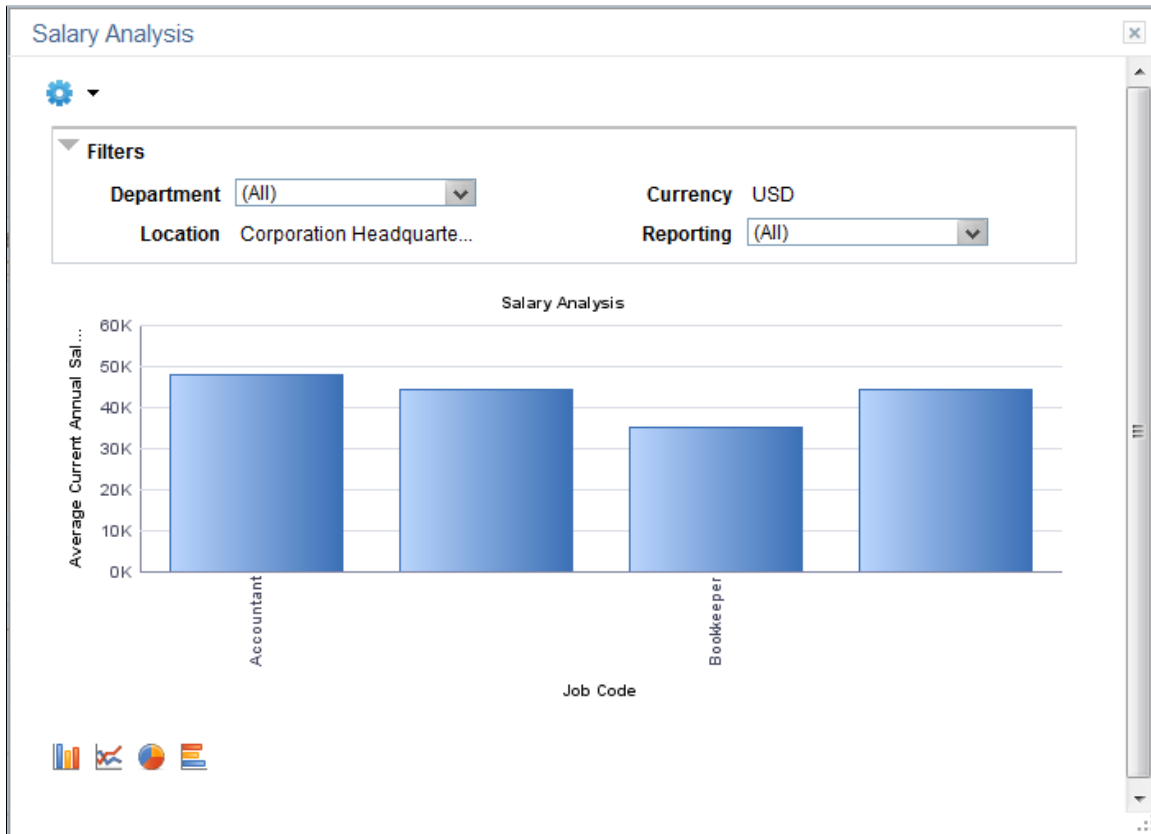 Salary Analysis
Filters
Department (All) Currency USD
Location Corporation Headquarte... Reporting (All)
Salary Analysis
Average Current Annual Sal...
60K
50K
40K
30K
20K
10K
0K
Accountant
Bookkeeper
Job Code